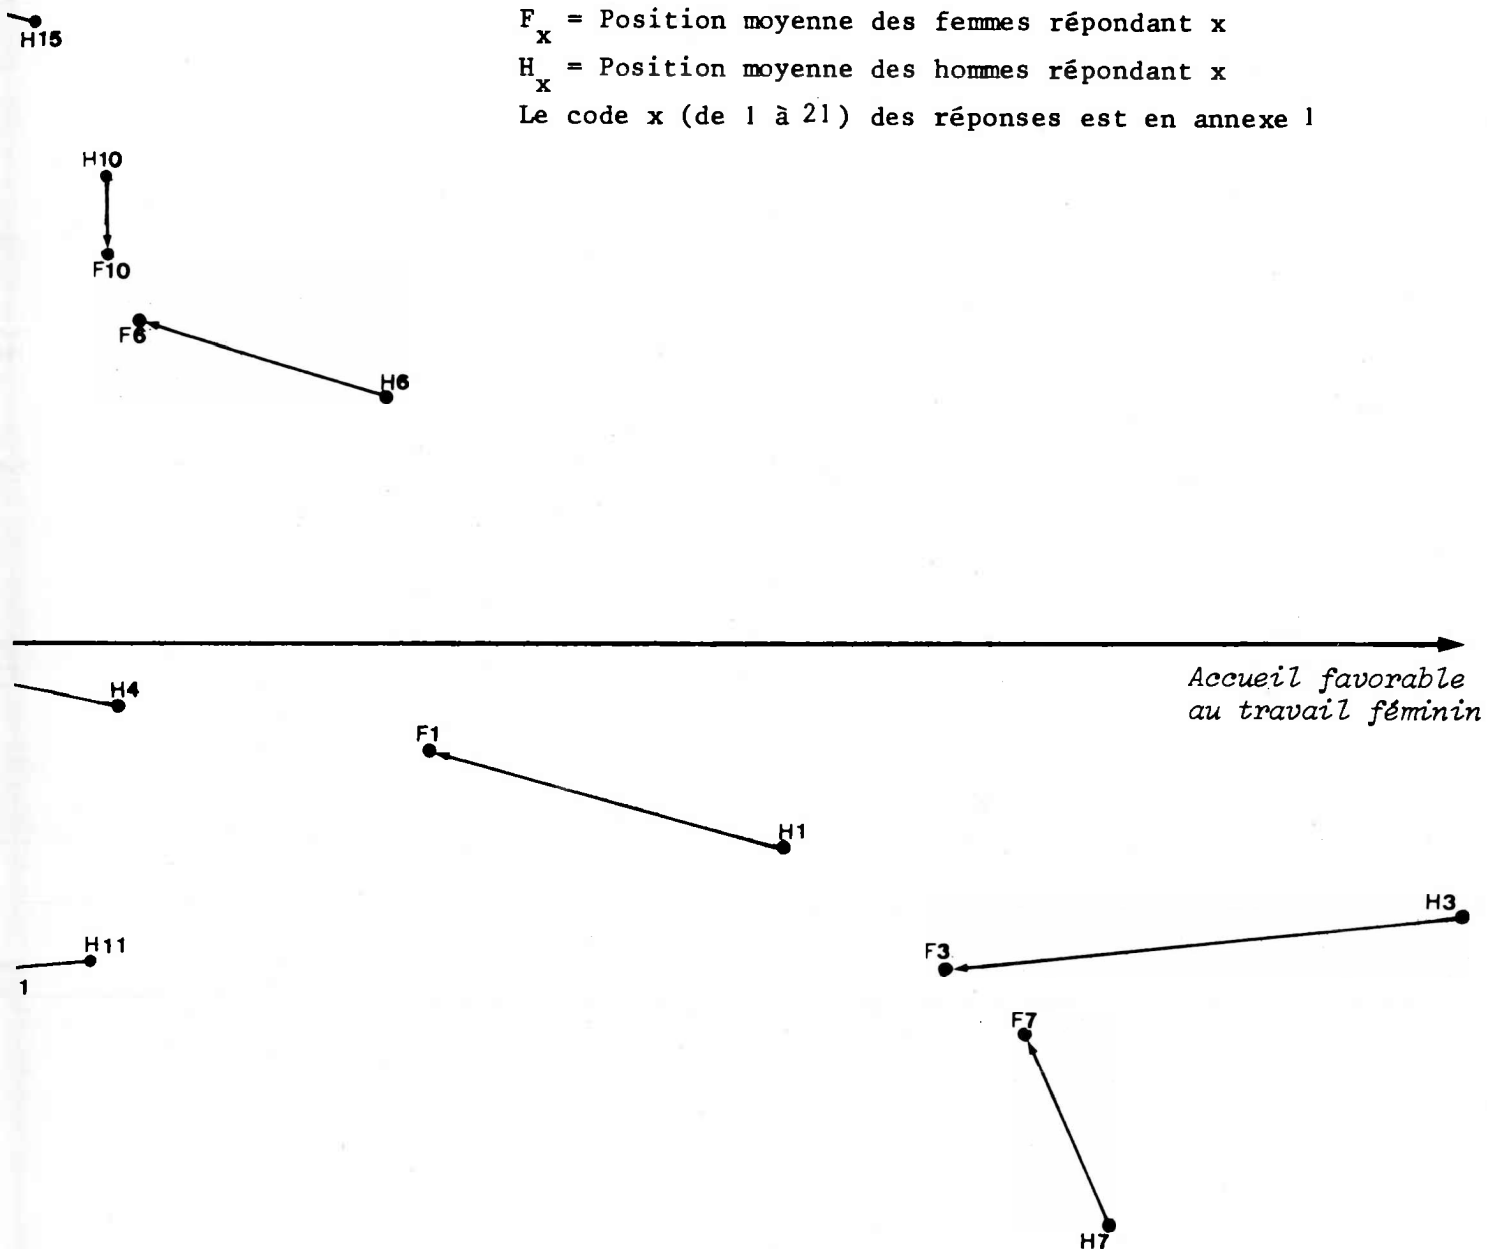 F_x = Position moyenne des femmes répondant x
H_x = Position moyenne des hommes répondant x
Le code x (de 1 à 21) des réponses est en annexe 1
H15
H10
F10
F6
H6
Accueil favorable
au travail féminin
H4
F1
H1
H3
H11
F3
1
F7
H7